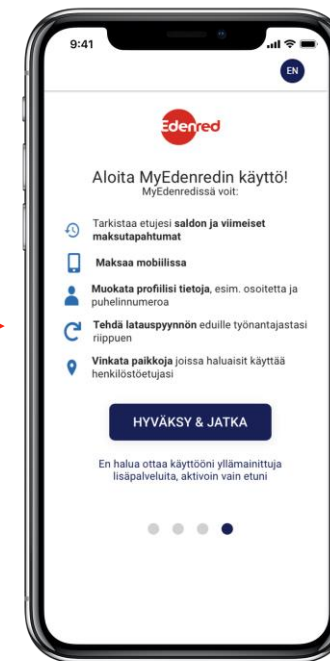 9:41
EN
Edenred
Aloita MyEdenredin käyttö!
MyEdenredissä voit:
Tarkistaa etujesi saldon ja viimeiset
maksutapahtumat
Maksaa mobiilissa
Muokata profiilisi tietoja, esim. osoitetta ja
puhelinnumeroa
Tehdä latauspyynnön eduille työnantajastasi
riippuen
Vinkata paikkoja joissa haluaisit käyttää
henkilöstöetujasi
HYVÄKSY & JATKA
En halua ottaa käyttööni yllämainittuja
lisäpalveluita, aktivoin vain etuni